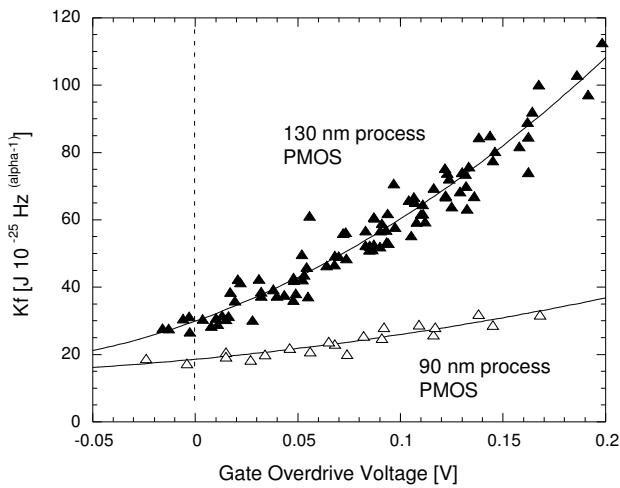 120
100
80
60
40
20
0
Kf [J 10 -25 Hz (alpha-1)]
130 nm process
PMOS
90 nm process
PMOS
-0.05
0
0.05
0.1
0.15
0.2
Gate Overdrive Voltage [V]